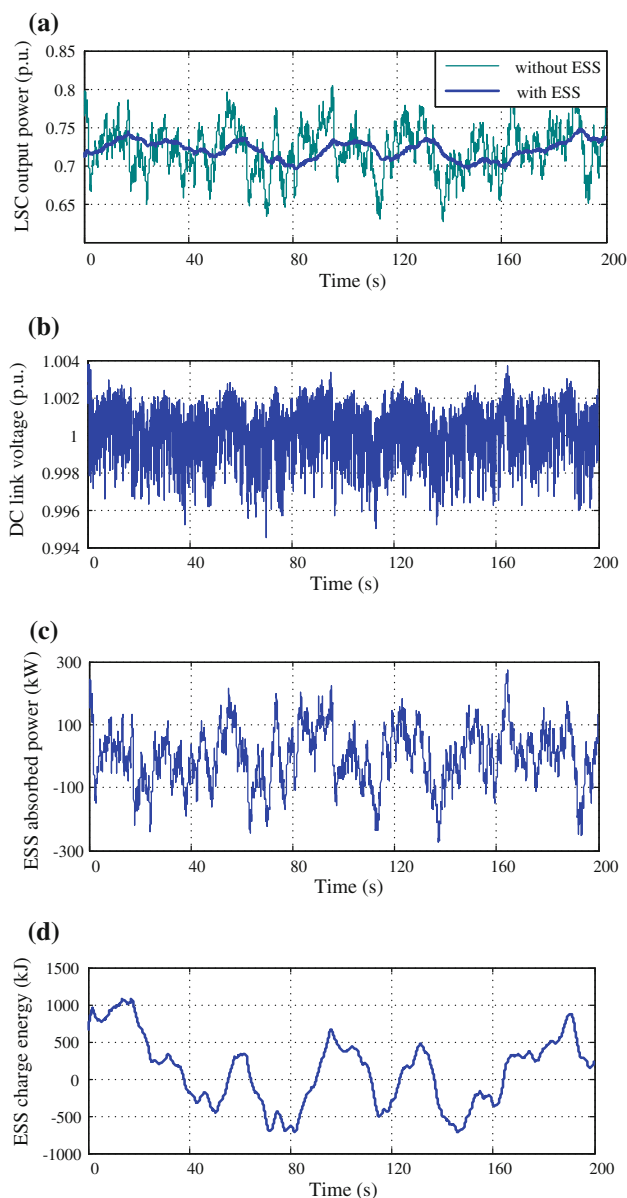 (a)
LSC output power (p.u.)
0.85
0.8
0.75
0.7
0.65
without ESS
with ESS
0 40 80 120 160 200
Time (s)
(b)
DC link voltage (p.u.)
1.004
1.002
1
0.998
0.996
0.994
0 40 80 120 160 200
Time (s)
(c)
ESS absorbed power (kW)
300
100
-100
-300
0 40 80 120 160 200
Time (s)
(d)
ESS charge energy (kJ)
1500
1000
500
0
-500
-1000
0 40 80 120 160 200
Time (s)